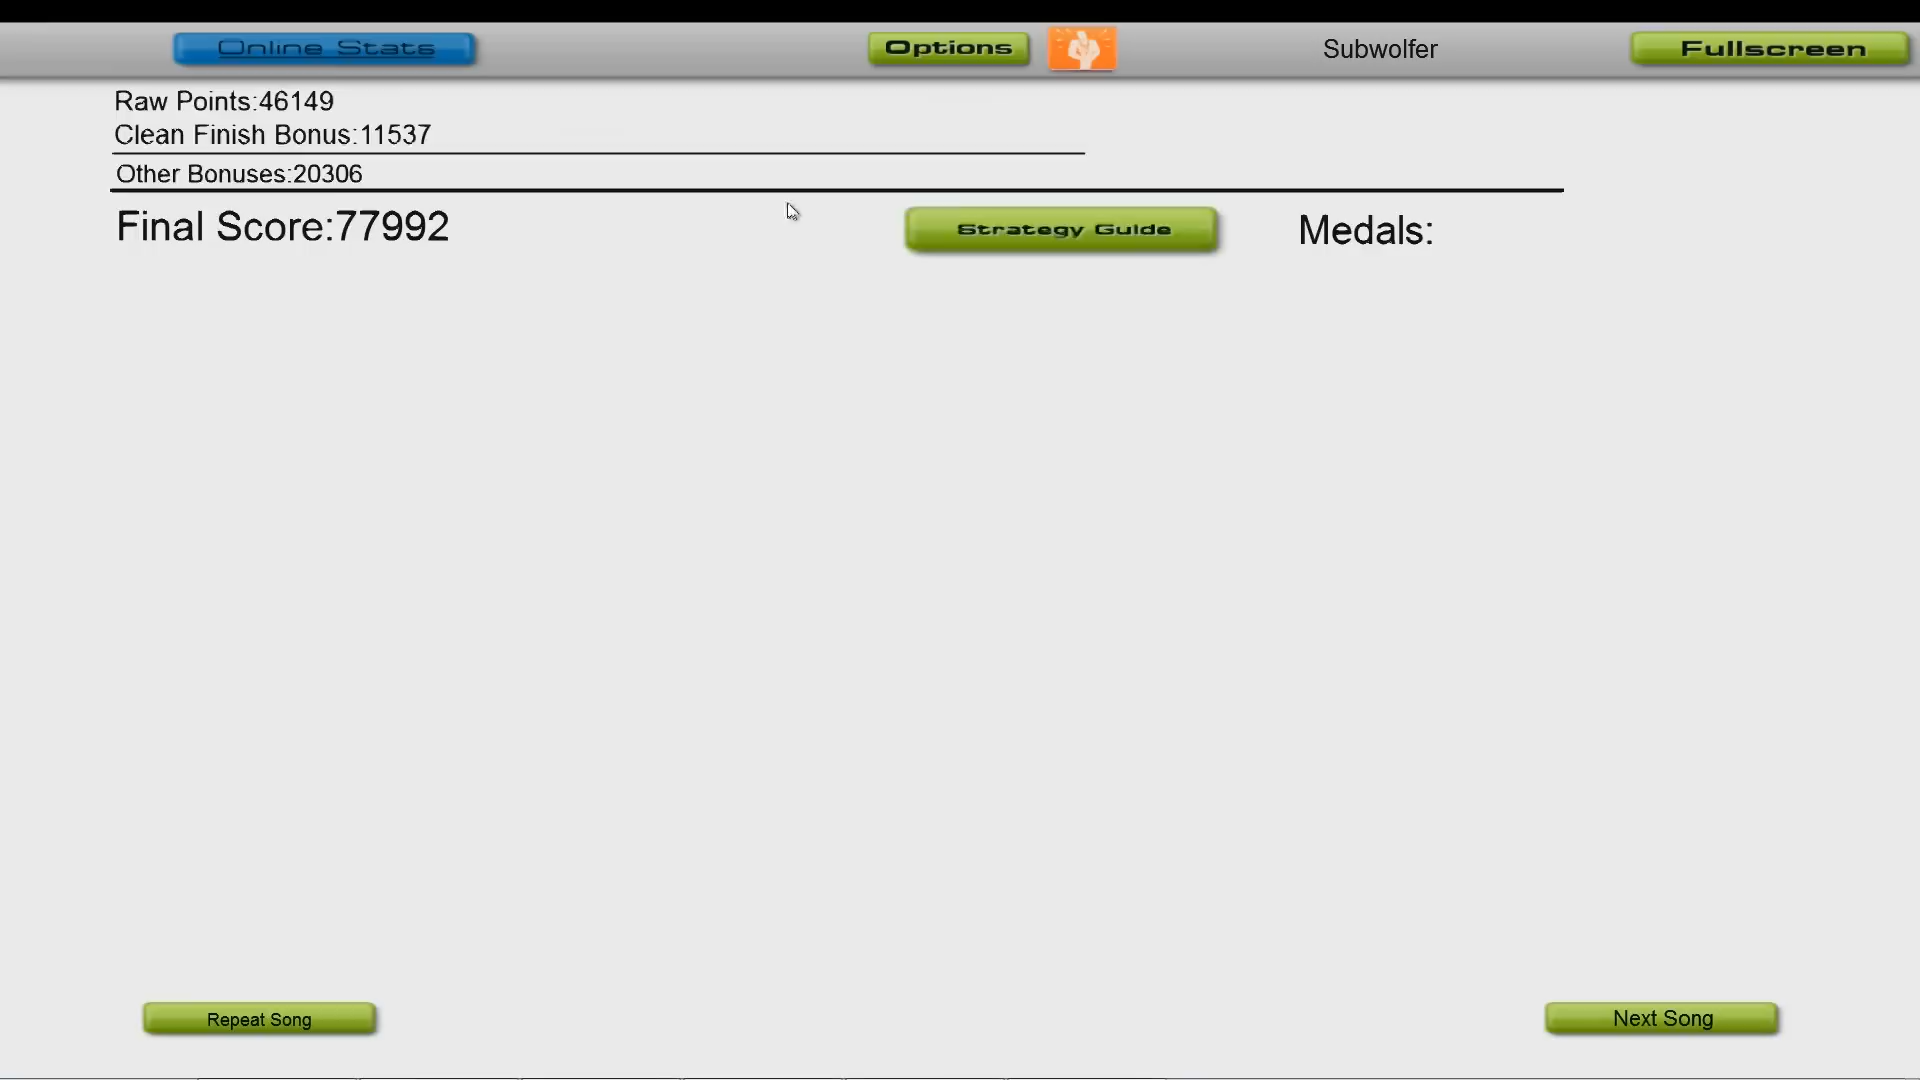 Online Stats
Options
Subwolfer
Fullscreen
Raw Points:46149
Clean Finish Bonus:11537
Other Bonuses:20306
Final Score:77992
Strategy Guide
Medals:
Repeat Song
Next Song